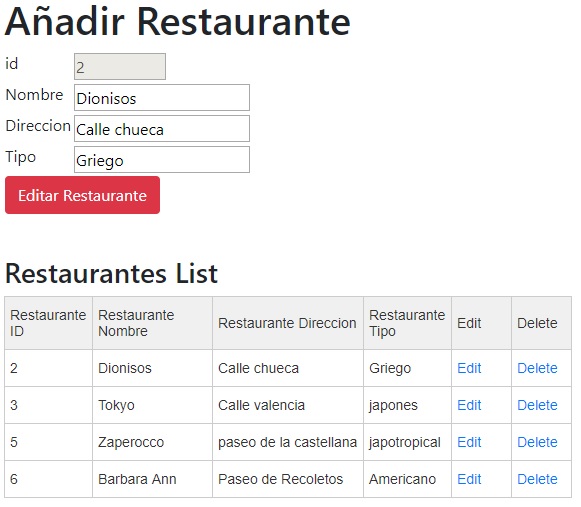 Añadir Restaurante
id 2
Nombre Dionisos
Direccion Calle chueca
Tipo Griego
Editar Restaurante
Restaurantes List
Restaurante ID Restaurante Nombre Restaurante Direccion Restaurante Tipo Edit Delete
2 Dionisos Calle chueca Griego Edit Delete
3 Tokyo Calle valencia japones Edit Delete
5 Zaperocco paseo de la castellana japotropical Edit Delete
6 Barbara Ann Paseo de Recoletos Americano Edit Delete